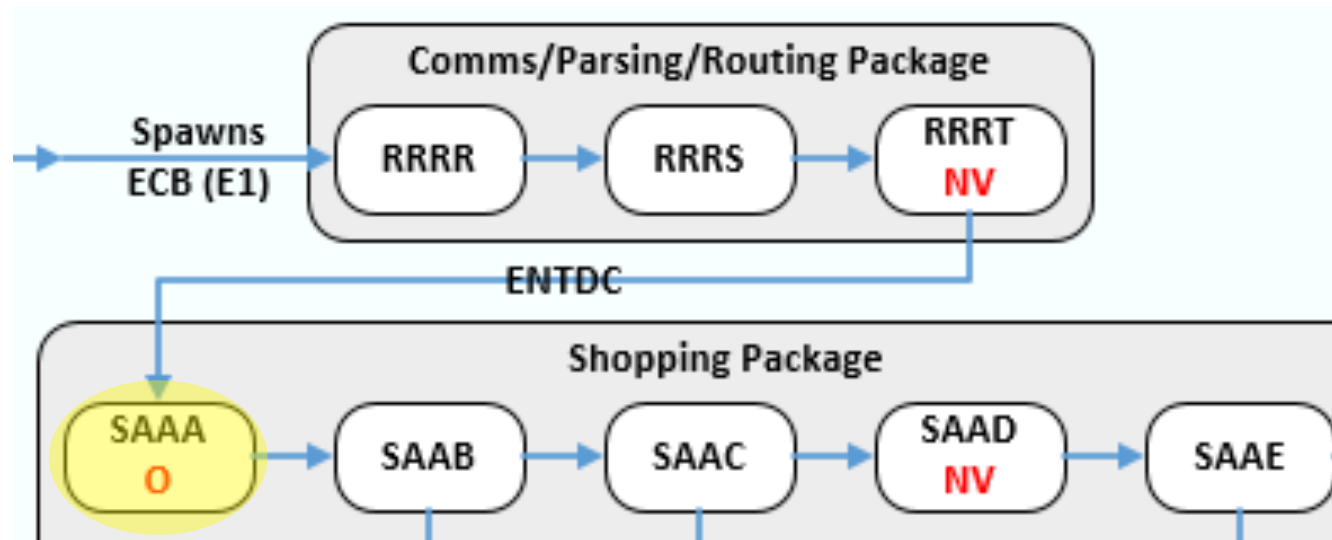 Comms/Parsing/Routing Package
Spawns
ECB (E1)
RRRR
RRRS
RRRT
NV
ENTDC
Shopping Package
SAAA
O
SAAB
SAAC
SAAD
NV
SAAE